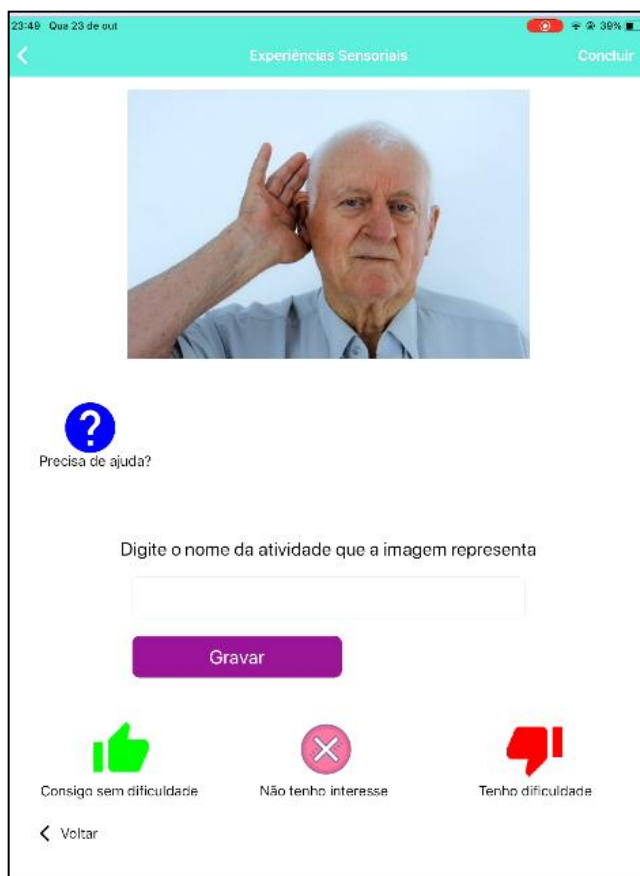 23:49 Qua 23 de out 39%
Experiências Sensoriais Concluir
?
Precisa de ajuda?
Digite o nome da atividade que a imagem representa
Gravar
Consigo sem dificuldade Não tenho interesse Tenho dificuldade
Voltar